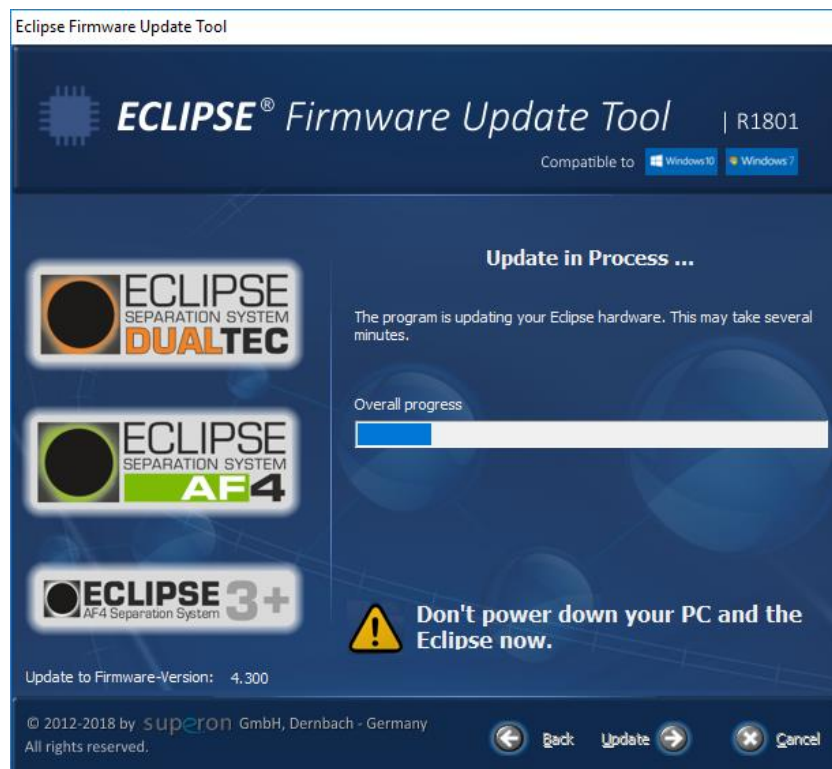 Eclipse Firmware Update Tool
ECLIPSE® Firmware Update Tool | R1801
Compatible to Windows10 Windows7
Update in Process ...
ECLIPSE
SEPARATION SYSTEM
DUALTEC
The program is updating your Eclipse hardware. This may take several
minutes.
Overall progress
ECLIPSE
SEPARATION SYSTEM
AF4
ECLIPSE 3+
AF4 Separation System
Don't power down your PC and the
Eclipse now.
Update to Firmware-Version: 4.300
© 2012-2018 by superon GmbH, Dernbach - Germany
All rights reserved.
Back Update Cancel